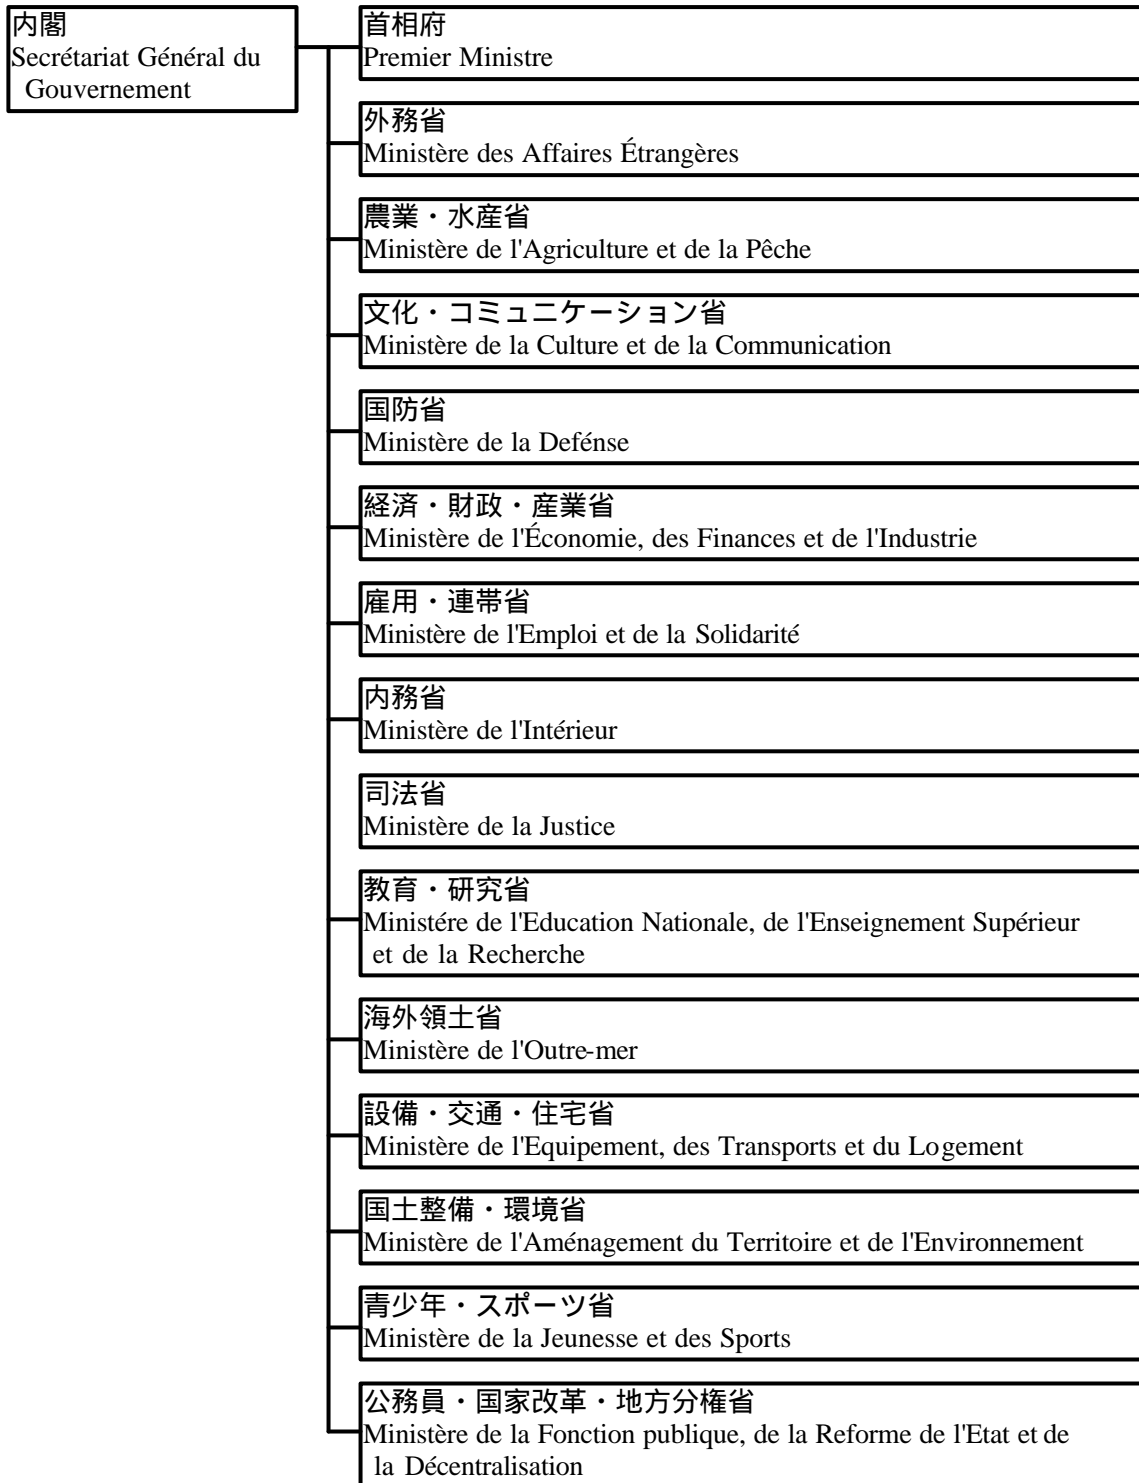 内閣
Secrétariat Général du
Gouvernement
首相府
Premier Ministre
外務省
Ministère des Affaires Étrangères
農業・水産省
Ministère de l'Agriculture et de la Pêche
文化・コミュニケーション省
Ministère de la Culture et de la Communication
国防省
Ministère de la Defénse
経済・財政・産業省
Ministère de l'Économie, des Finances et de l'Industrie
雇用・連帯省
Ministère de l'Emploi et de la Solidarité
内務省
Ministère de l'Intérieur
司法省
Ministère de la Justice
教育・研究省
Ministére de l'Education Nationale, de l'Enseignement Supérieur
et de la Recherche
海外領土省
Ministère de l'Outre-mer
設備・交通・住宅省
Ministère de l'Equipement, des Transports et du Logement
国土整備・環境省
Ministère de l'Aménagement du Territoire et de l'Environnement
青少年・スポーツ省
Ministère de la Jeunesse et des Sports
公務員・国家改革・地方分権省
Ministère de la Fonction publique, de la Reforme de l'Etat et de
la Décentralisation